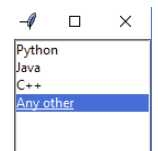 Python
Java
C++
Any other